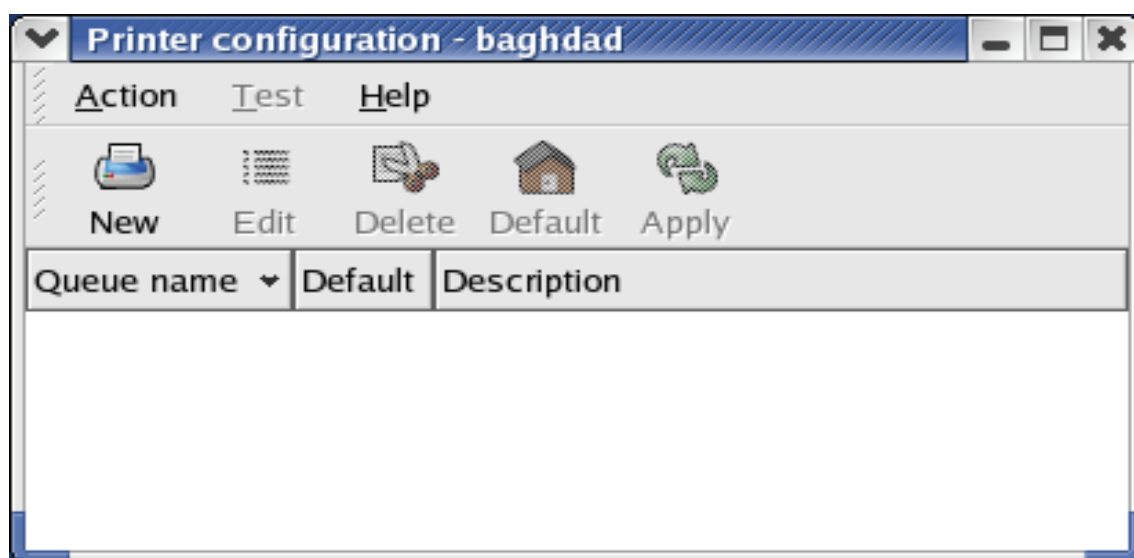 Printer configuration - baghdad
Action Test Help
New Edit Delete Default Apply
Queue name Default Description